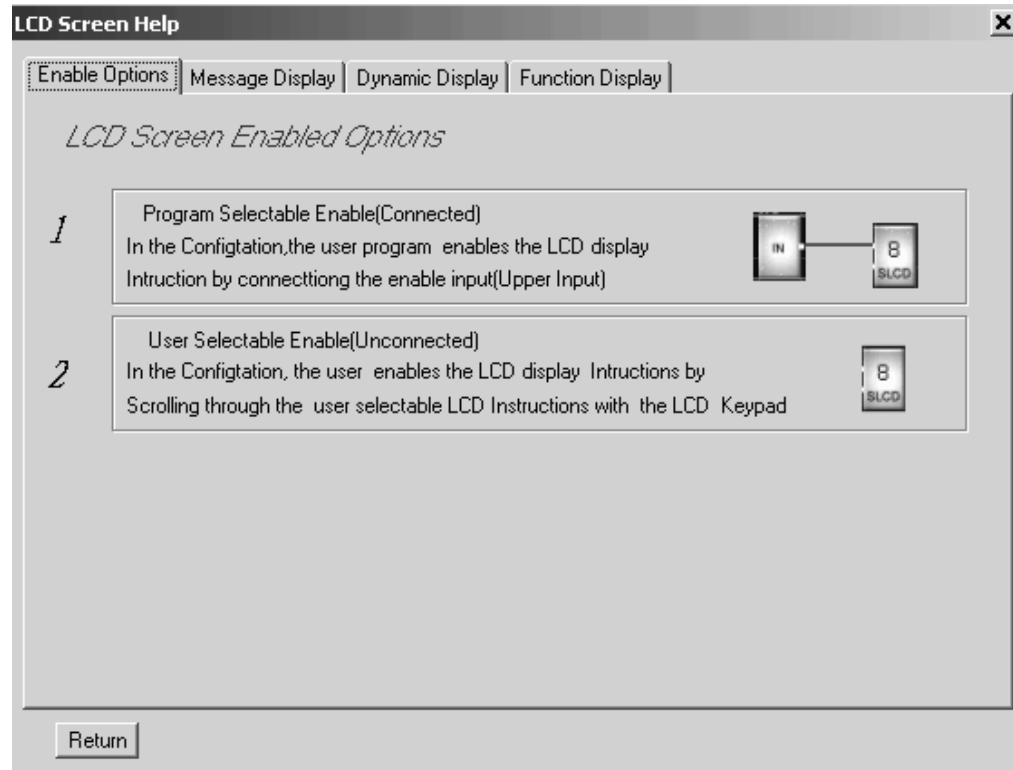 LCD Screen Help
Enable Options Message Display Dynamic Display Function Display
LCD Screen Enabled Options
1
Program Selectable Enable(Connected)
In the Configtation,the user program enables the LCD display
Intruction by connecttiong the enable input(Upper Input)
IN
8
SLCD
2
User Selectable Enable(Unconnected)
In the Configtation, the user enables the LCD display Intructions by
Scrolling through the user selectable LCD Instructions with the LCD Keypad
8
SLCD
Return